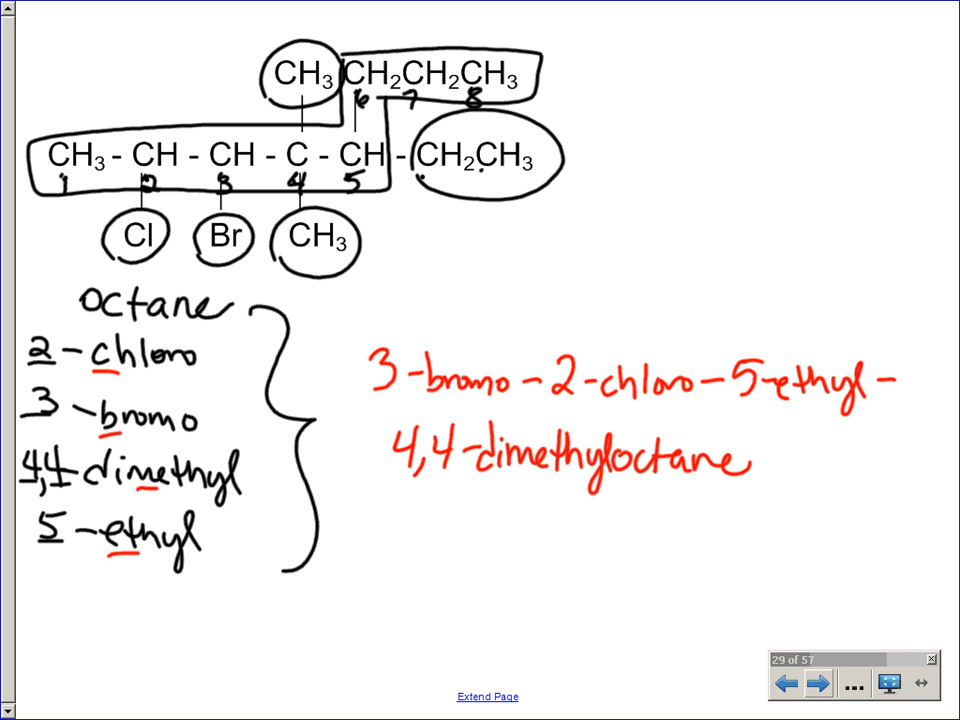 CH₃ CH₂CH₂CH₃
6 7 8
CH₃ - CH - CH - C - CH - CH₂CH₃
1 2 3 4 5
Cl Br CH₃
octane
2-chloro
3-bromo
4,4-dimethyl
5-ethyl
3-bromo-2-chloro-5-ethyl-
4,4-dimethyloctane
29 of 57
Extend Page